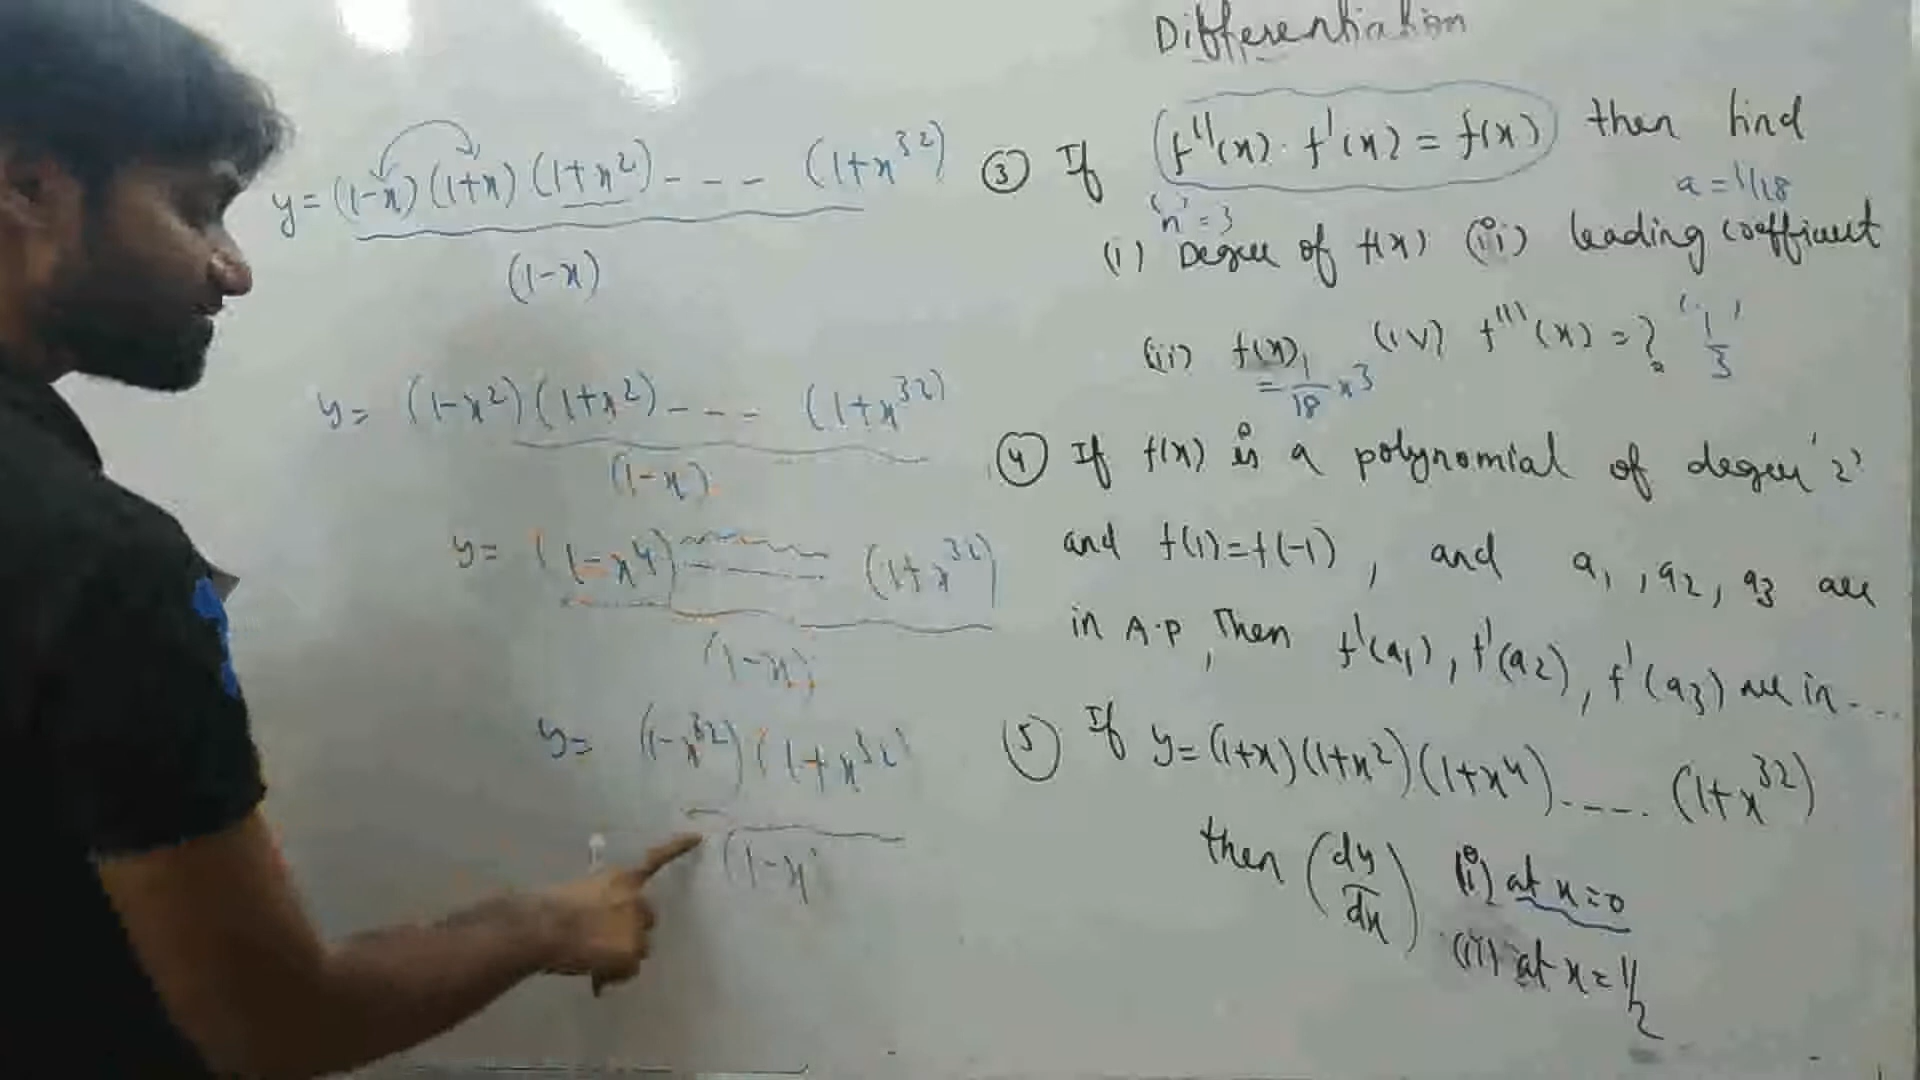 Differentiation
y = (1-x)(1+x)(1+x²)---- (1+x³²)
(1-x)
y = (1-x²)(1+x²)---- (1+x³²)
(1-x)
y = (1-x⁴) (1+x³²)
(1-x)
y = (1-x³²)(1+x³²
(1-x)
③ If (f''(x). f'(x) = f(x)) then find
'n' = 3 a = 1/18
(i) Degree of f(x) (ii) leading coefficient
(iii) f(x) (iv) f'''(x) = ? 1/3
= 1/18 x³
④ If f(x) is a polynomial of degree '2'
and f(1)=f(-1), and a₁, a₂, a₃ are
in A.P, Then f'(a₁), f'(a₂), f'(a₃) are in ....
(5) If y=(1+x)(1+x²)(1+x⁴)..... (1+x³²)
then (dy/dx) (i) at x=0
(ii) at x=1/2